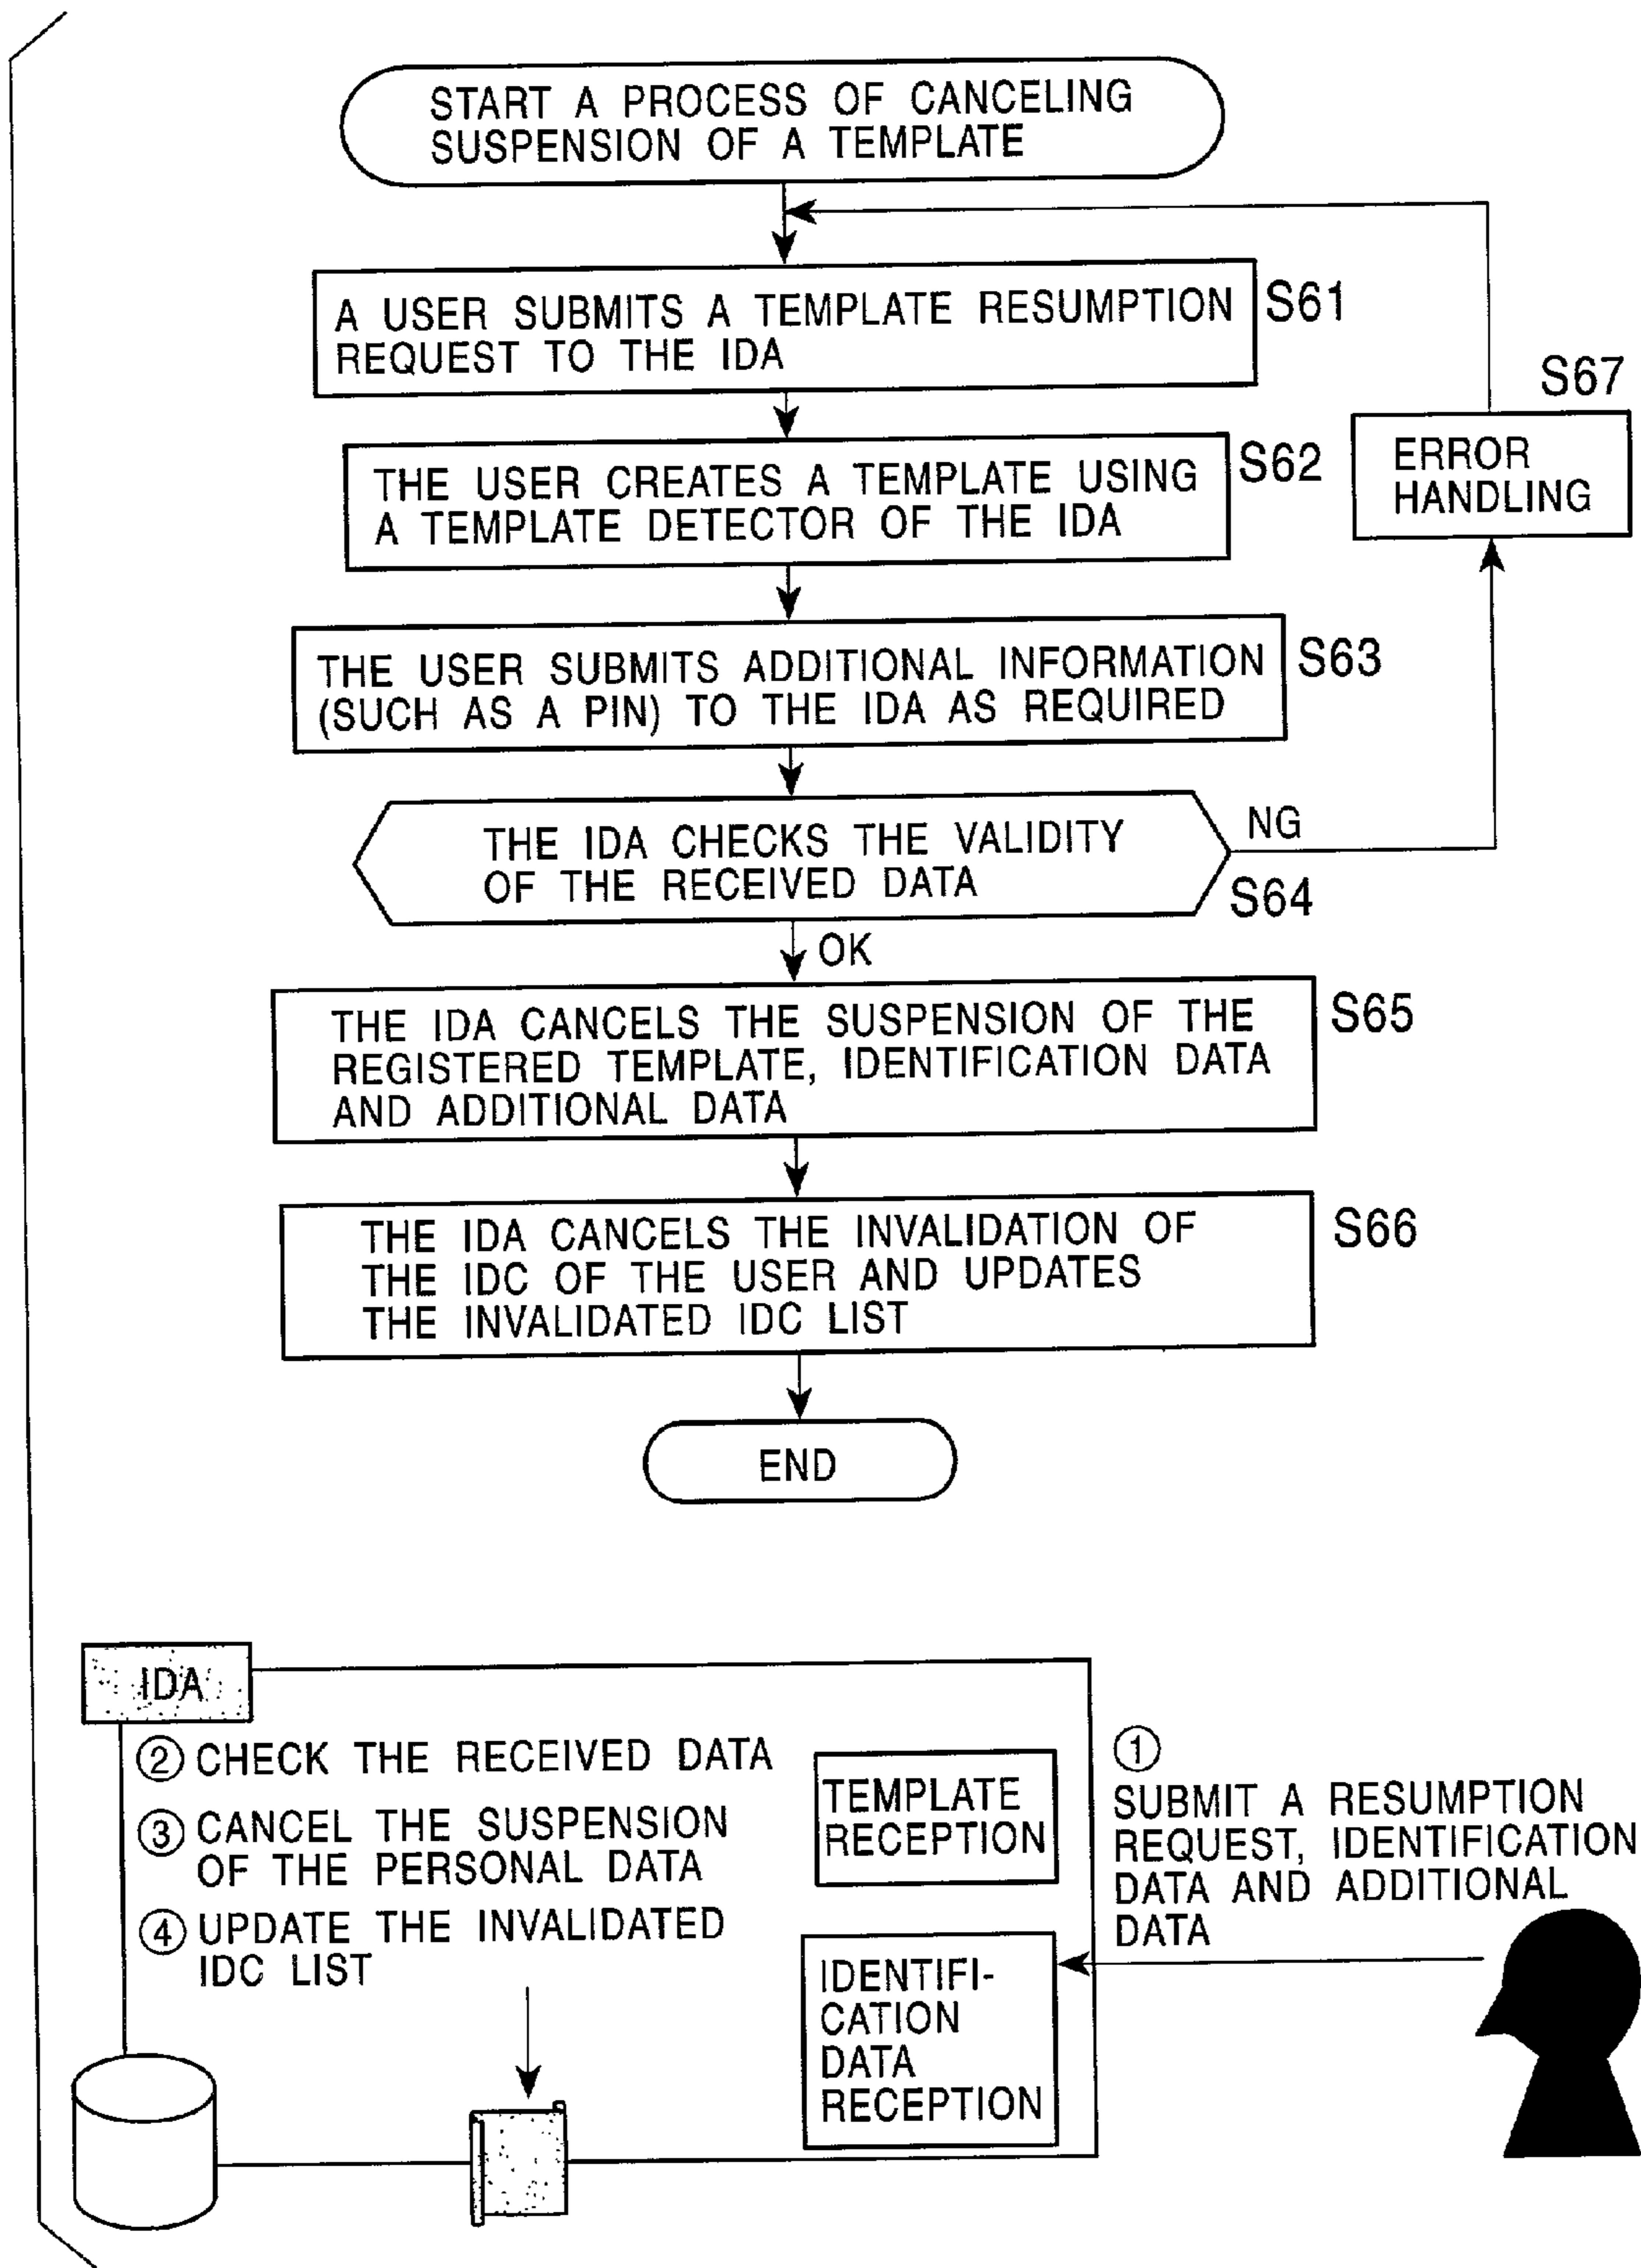 START A PROCESS OF CANCELING
SUSPENSION OF A TEMPLATE
A USER SUBMITS A TEMPLATE RESUMPTION
REQUEST TO THE IDA
S61
S67
ERROR
HANDLING
THE USER CREATES A TEMPLATE USING
A TEMPLATE DETECTOR OF THE IDA
S62
THE USER SUBMITS ADDITIONAL INFORMATION
(SUCH AS A PIN) TO THE IDA AS REQUIRED
S63
THE IDA CHECKS THE VALIDITY
OF THE RECEIVED DATA
NG
S64
OK
THE IDA CANCELS THE SUSPENSION OF THE
REGISTERED TEMPLATE, IDENTIFICATION DATA
AND ADDITIONAL DATA
S65
THE IDA CANCELS THE INVALIDATION OF
THE IDC OF THE USER AND UPDATES
THE INVALIDATED IDC LIST
S66
END
IDA
② CHECK THE RECEIVED DATA
③ CANCEL THE SUSPENSION
OF THE PERSONAL DATA
④ UPDATE THE INVALIDATED
IDC LIST
TEMPLATE
RECEPTION
IDENTIFI-
CATION
DATA
RECEPTION
①
SUBMIT A RESUMPTION
REQUEST, IDENTIFICATION
DATA AND ADDITIONAL
DATA